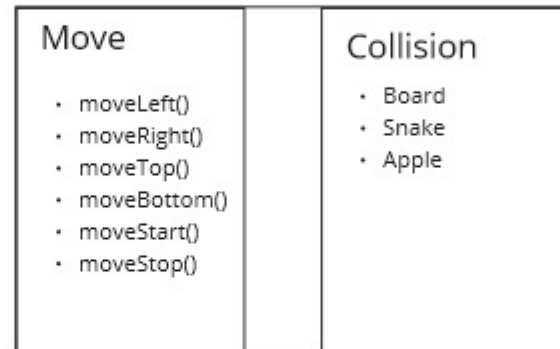 Move
• moveLeft()
• moveRight()
• moveTop()
• moveBottom()
• moveStart()
• moveStop()
Collision
• Board
• Snake
• Apple